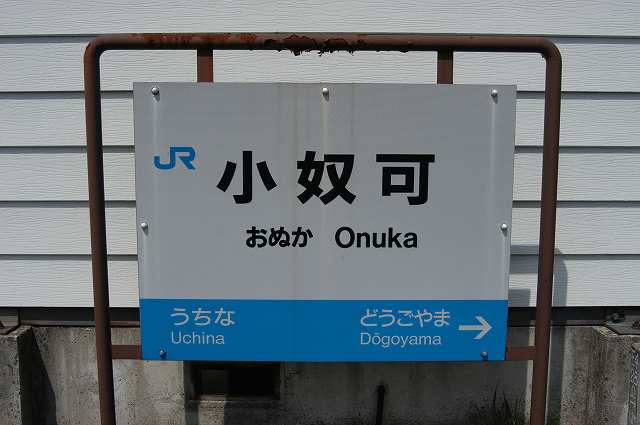 JR 小奴可
おぬか Onuka
うちな どうごやま →
Uchina Dōgoyama